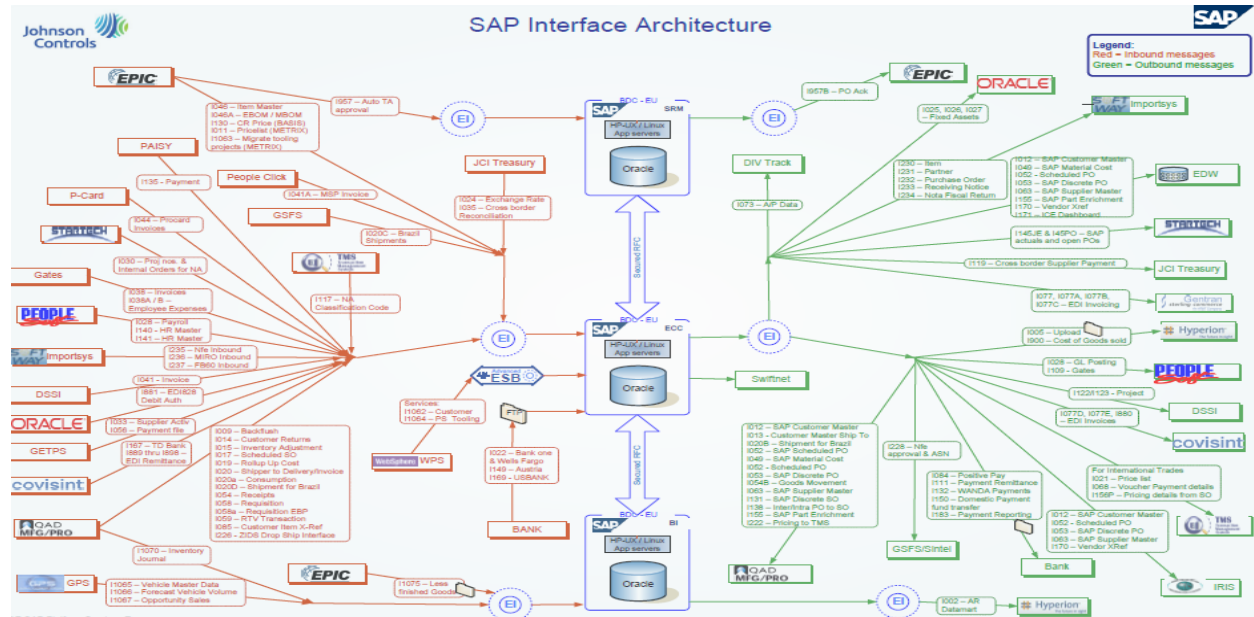 Johnson
Controls
SAP Interface Architecture
SAP
Legend:
Red = Inbound messages
Green = Outbound messages
EPIC
I957 – Auto TA
approval
EI
BDC - EU
SRM
SAP
HP-UX / Linux
App servers
Oracle
EI
I957B – PO Ack
EPIC
ORACLE
I046 – Item Master
I046A – EBOM / MBOM
I130 – CR Price (BASIS)
I011 – Pricelist (METRIX)
I1063 – Migrate tooling
projects (METRIX)
I025, I026, I027
– Fixed Assets
Importsys
PAISY
I135 - Payment
People Click
I041A – MSP Invoice
JCI Treasury
I024 – Exchange Rate
I035 – Cross border
Reconciliation
DIV Track
I073 – A/P Data
I230 – Item
I231 – Partner
I232 – Purchase Order
I233 – Receiving Notice
I234 – Nota Fiscal Return
I012 – SAP Customer Master
I049 – SAP Material Cost
I052 - Scheduled PO
I053 – SAP Discrete PO
I063 – SAP Supplier Master
I155 – SAP Part Enrichment
I170 – Vendor Xref
I171 – ICE Dashboard
EDW
P-Card
I044 – Procard
Invoices
GSFS
I020C – Brazil
Shipments
STARTECH
I030 – Proj nos. &
Internal Orders for NA
TMS
I117 – NA
Classification Code
Secured RFC
I145JE & I45PO – SAP
actuals and open POs
STARTECH
I119 – Cross border Supplier Payment
JCI Treasury
Gates
I038 – Invoices
I038A / B –
Employee Expenses
I077, I077A, I077B,
I077C – EDI Invoicing
Gentran
PEOPLE
I028 – Payroll
I140 - HR Master
I141 – HR Master
EI
BDC - EU
ECC
SAP
HP-UX / Linux
App servers
Oracle
EI
I005 – Upload
I900 – Cost of Goods sold
Hyperion
Importsys
I235 – Nfe Inbound
I236 – MIRO Inbound
I237 – FB60 Inbound
Advanced
ESB
Swiftnet
I028 – GL Posting
I109 - Gates
PEOPLE
DSSI
I041 - Invoice
I881 – EDI828
Debit Auth
Services:
I1062 – Customer
I1064 – PS Tooling
FTP
I122/I123 - Project
DSSI
ORACLE
I033 – Supplier Activ
I056 – Payment file
I077D, I077E, I880
– EDI Invoices
covisint
GETPS
I167 – TD Bank
I889 thru I898 –
EDI Remittance
WebSphere WPS
I022 – Bank one
& Wells Fargo
I149 – Austria
I169 -USBANK
BANK
covisint
I009 – Backflush
I014 – Customer Returns
I015 – Inventory Adjustment
I017 – Scheduled SO
I019 – Rollup Up Cost
I020 – Shipper to Delivery/Invoice
I020a – Consumption
I020D – Shipment for Brazil
I054 – Receipts
I058 – Requisition
I058a – Requisition EBP
I059 – RTV Transaction
I085 – Customer Item X-Ref
I226 - ZIDS Drop Ship Interface
QAD
MFG/PRO
Secured RFC
I012 – SAP Customer Master
I013 - Customer Master Ship To
I020B – Shipment for Brazil
I052 – SAP Scheduled PO
I049 – SAP Material Cost
I052 - Scheduled PO
I053 – SAP Discrete PO
I054B – Goods Movement
I063 – SAP Supplier Master
I131 – SAP Discrete SO
I138 – Inter/Intra PO to SO
I155 – SAP Part Enrichment
I222 – Pricing to TMS
QAD
MFG/PRO
I228 – Nfe
approval & ASN
GSFS/SIntel
I084 – Positive Pay
I111 – Payment Remittance
I132 – WANDA Payments
I150 – Domestic Payment
fund transfer
I183 – Payment Reporting
Bank
For International Trades
I021 – Price list
I068 – Voucher Payment details
I156P – Pricing details from SO
TMS
I012 – SAP Customer Master
I052 - Scheduled PO
I053 – SAP Discrete PO
I063 – SAP Supplier Master
I170 – Vendor XRef
IRIS
I1070 – Inventory
Journal
GPS
I1065 – Vehicle Master Data
I1066 – Forecast Vehicle Volume
I1067 – Opportunity Sales
EPIC
I1075 – Less
finished Goods
EI
BDC - EU
BI
SAP
HP-UX / Linux
App servers
Oracle
EI
I002 – AR
Datamart
Hyperion